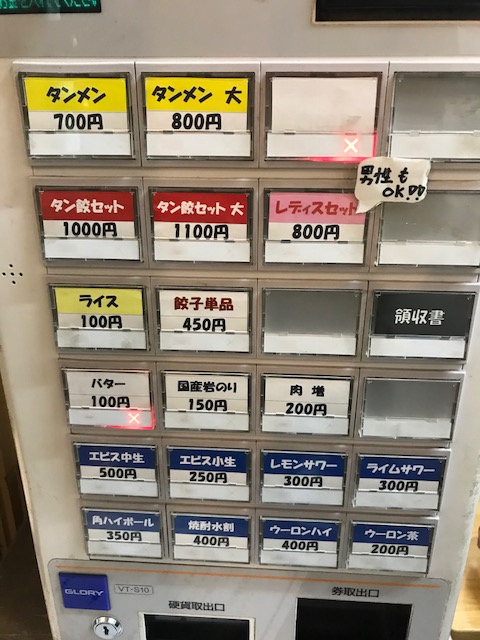 タンメン
700円
タンメン 大
800円
男性も
OK!!
タン餃セット
1000円
タン餃セット 大
1100円
レディスセット
800円
ライス
100円
餃子単品
450円
領収書
バター
100円
国産岩のり
150円
肉 増
200円
エビス中生
500円
エビス小生
250円
レモンサワー
300円
ライムサワー
300円
角ハイボール
350円
焼酎水割
400円
ウーロンハイ
400円
ウーロン茶
200円
GLORY
VT-S10
硬貨取出口
券取出口